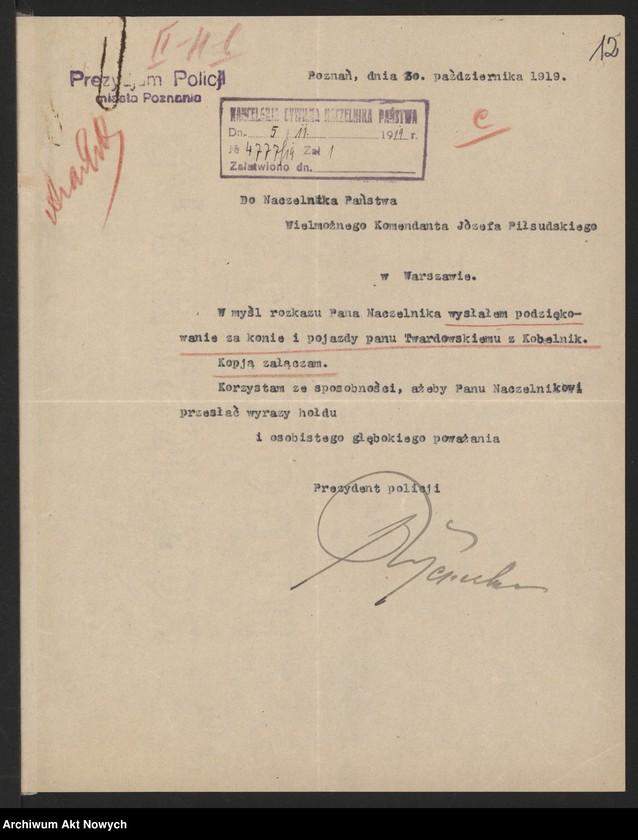 II-11-6
12
Prezydjum Policji
miasta Poznania
Poznań, dnia 30. października 1919.
KANCELARJA CYWILNA NACZELNIKA PAŃSTWA
Dn. 5/11. 1919 r.
№ 4777/19 Zał 1
Załatwiono dn.
C
Do Naczelnika Państwa
Wielmożnego Komendanta Józefa Piłsudskiego
w Warszawie.
W myśl rozkazu Pana Naczelnika wysłałem podzięko-
wanie za konie i pojazdy panu Twardowskiemu z Kobelnik.
Kopją załączam.
Korzystam ze sposobności, ażeby Panu Naczelnikowi
przesłać wyrazy hołdu
i osobistego głębokiego poważania
Prezydent policji
Archiwum Akt Nowych